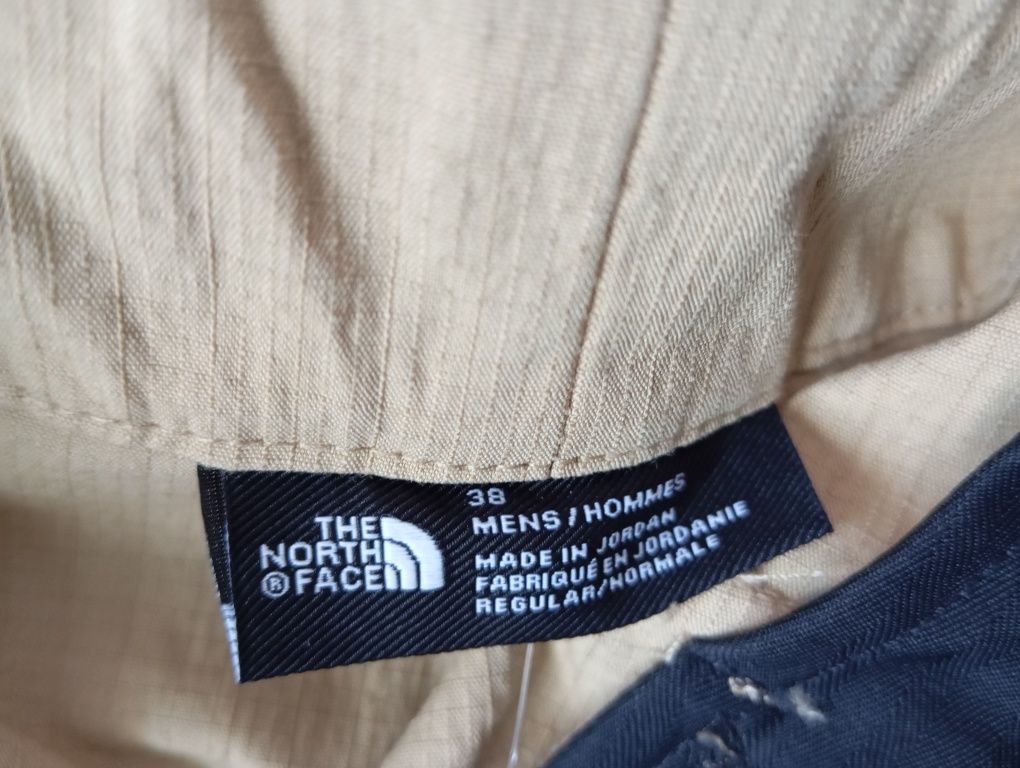 THE
NORTH
®FACE
38
MENS / HOMMES
MADE IN JORDAN
FABRIQUÉ EN JORDANIE
REGULAR/NORMALE